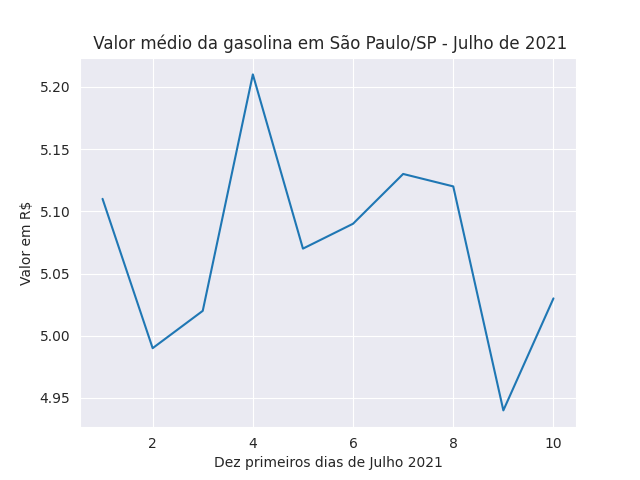 Valor médio da gasolina em São Paulo/SP - Julho de 2021
5.20
5.15
5.10
5.05
5.00
4.95
Valor em R$
2 4 6 8 10
Dez primeiros dias de Julho 2021